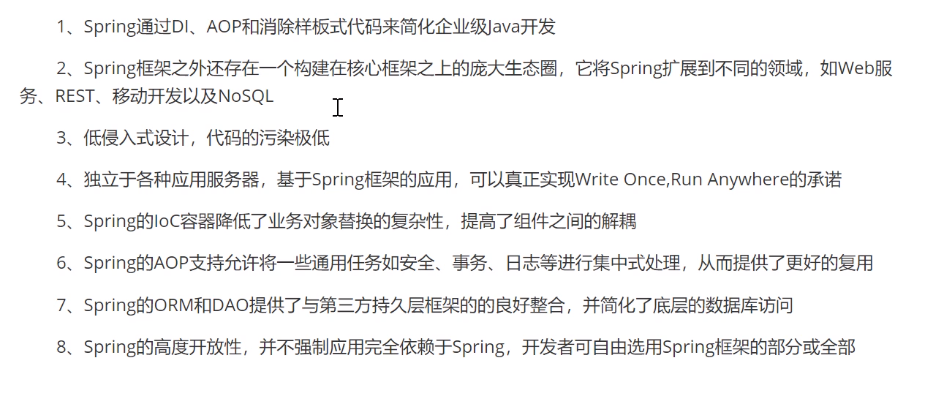 1、Spring通过DI、AOP和消除样板式代码来简化企业级Java开发
2、Spring框架之外还存在一个构建在核心框架之上的庞大生态圈，它将Spring扩展到不同的领域，如Web服
务、REST、移动开发以及NoSQL
3、低侵入式设计，代码的污染极低
4、独立于各种应用服务器，基于Spring框架的应用，可以真正实现Write Once,Run Anywhere的承诺
5、Spring的IoC容器降低了业务对象替换的复杂性，提高了组件之间的解耦
6、Spring的AOP支持允许将一些通用任务如安全、事务、日志等进行集中式处理，从而提供了更好的复用
7、Spring的ORM和DAO提供了与第三方持久层框架的的良好整合，并简化了底层的数据库访问
8、Spring的高度开放性，并不强制应用完全依赖于Spring，开发者可自由选用Spring框架的部分或全部